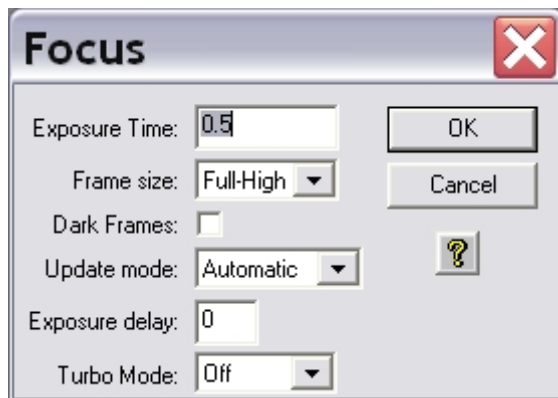 Focus
Exposure Time: 0.5 OK
Frame size: Full-High Cancel
Dark Frames:
Update mode: Automatic ?
Exposure delay: 0
Turbo Mode: Off